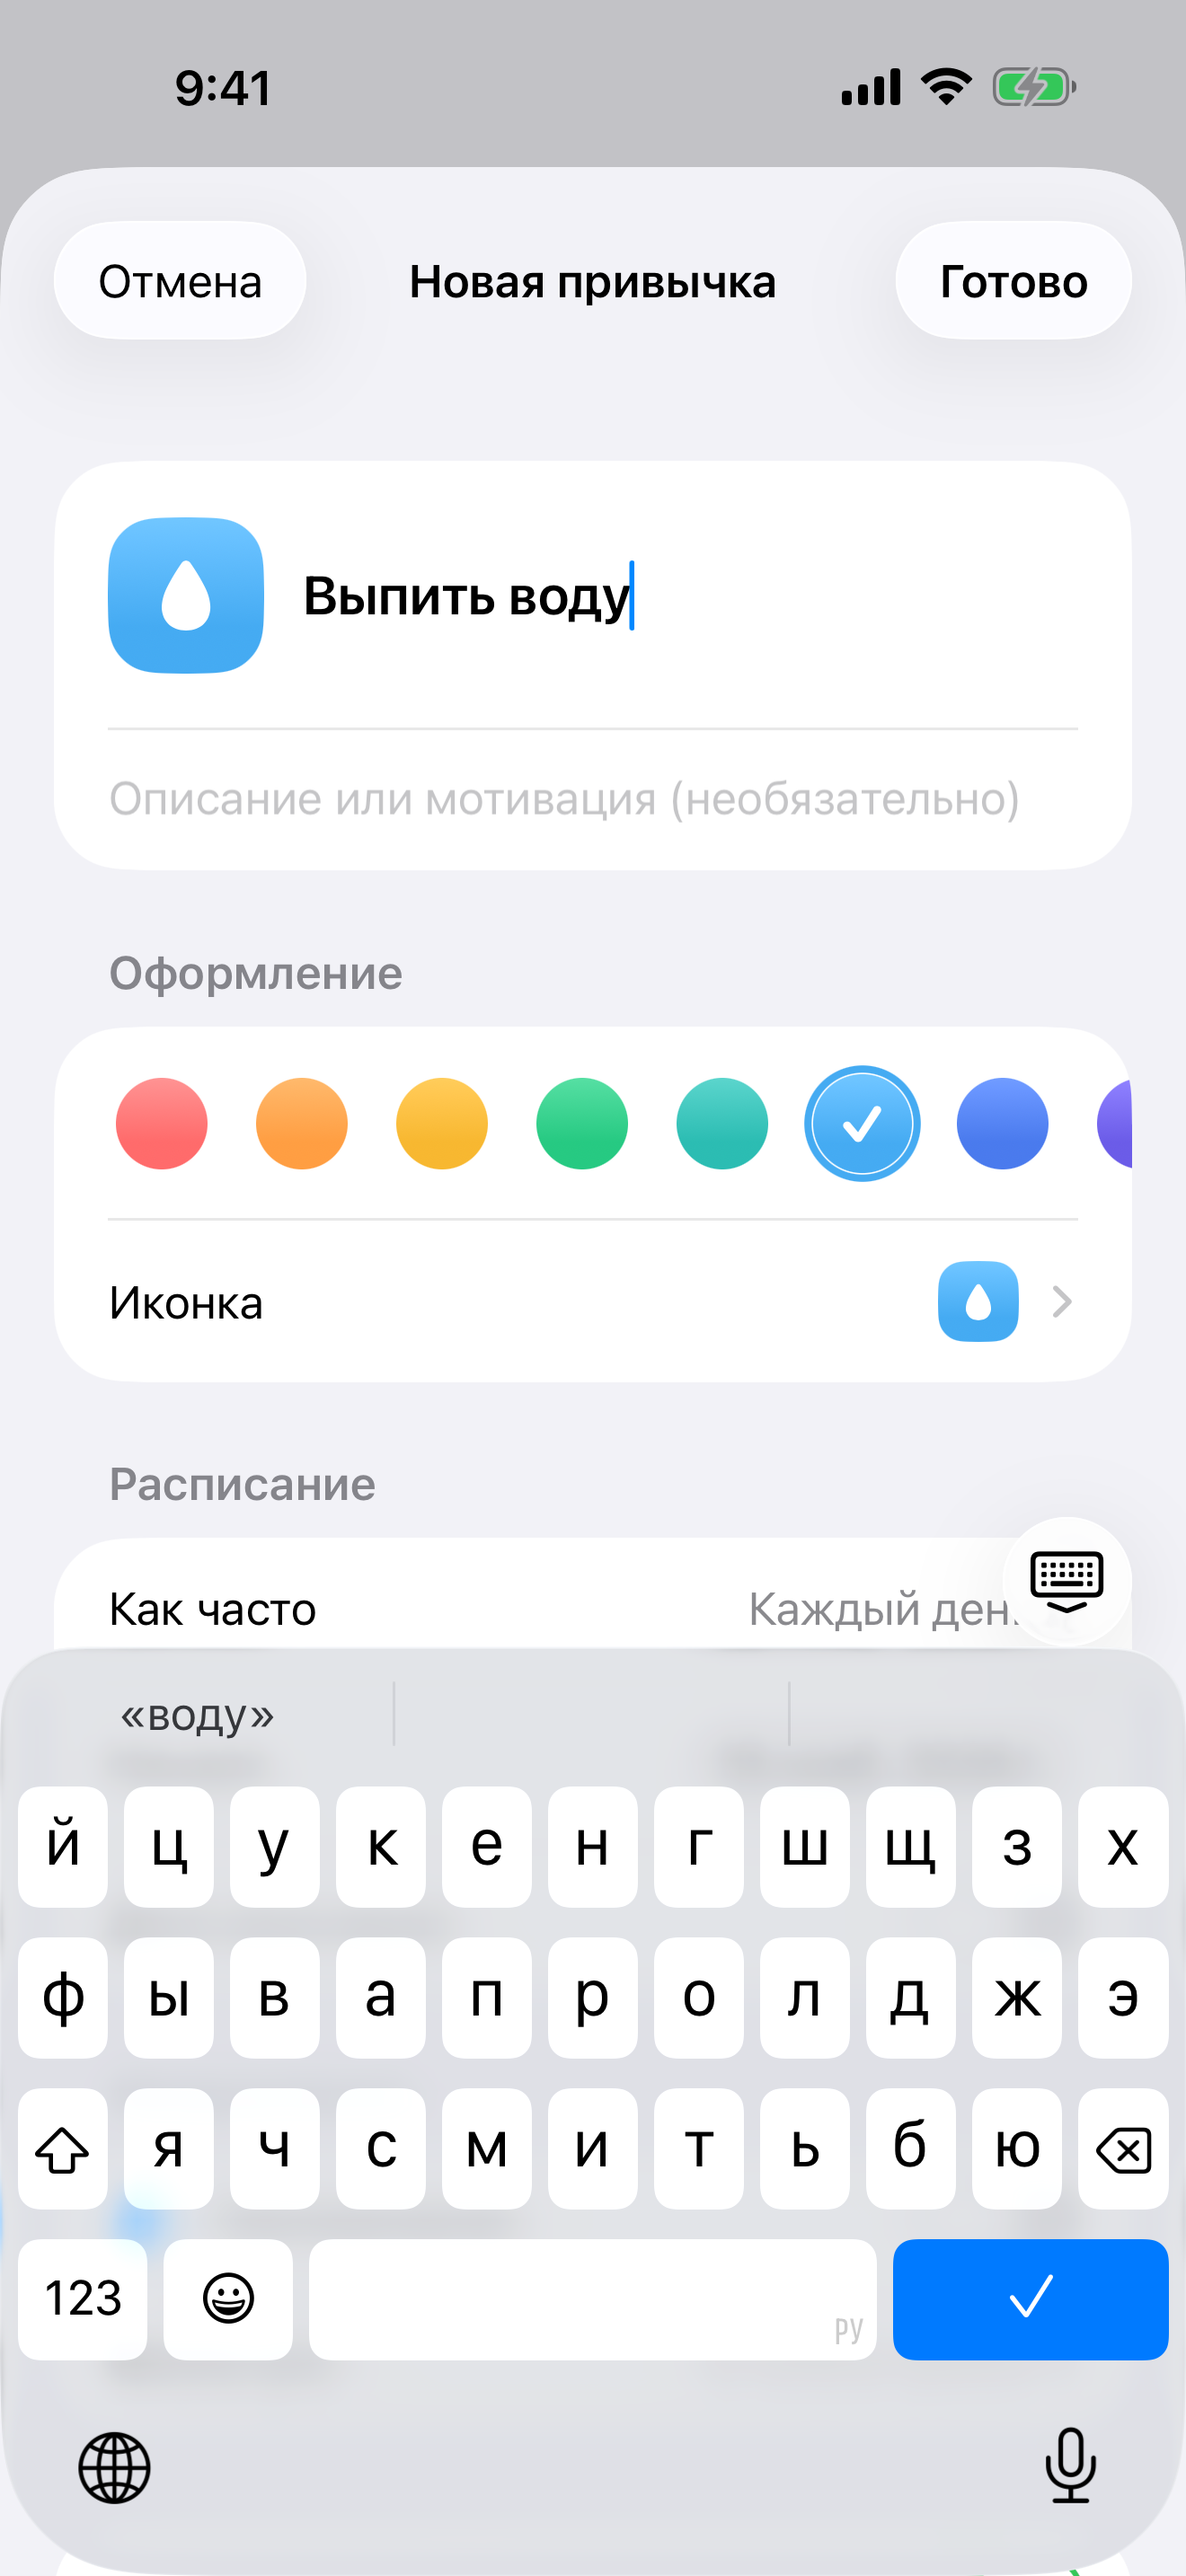 9:41
Отмена
Новая привычка
Готово
Выпить воду
Описание или мотивация (необязательно)
Оформление
Иконка
Расписание
Как часто
Каждый
«воду»
й ц у к е н г ш щ з х
ф ы в а п р о л д ж э
я ч с м и т ь б ю
123
РУ